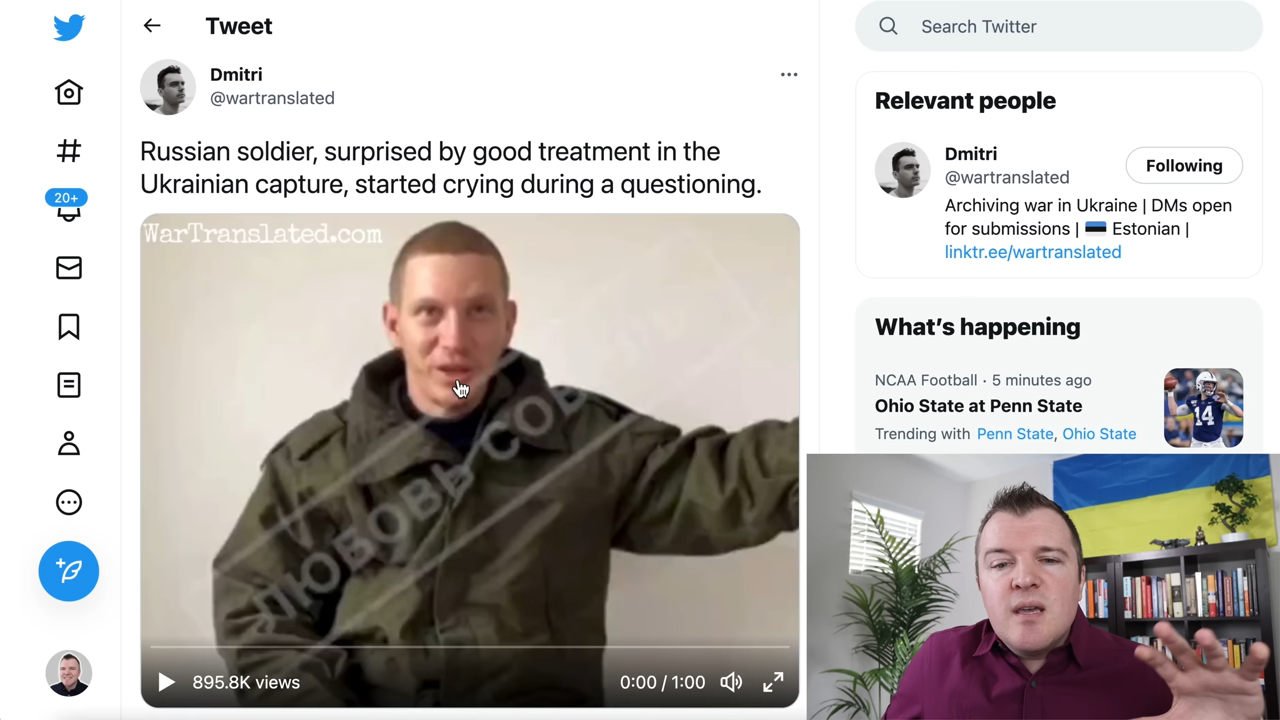 Tweet
Dmitri
@wartranslated
Russian soldier, surprised by good treatment in the
Ukrainian capture, started crying during a questioning.
WarTranslated.com
ЛЮБОВЬ СОВ
895.8K views
0:00 / 1:00
20+
Search Twitter
Relevant people
Dmitri
@wartranslated
Following
Archiving war in Ukraine | DMs open
for submissions | Estonian |
linktr.ee/wartranslated
What's happening
NCAA Football · 5 minutes ago
Ohio State at Penn State
Trending with Penn State, Ohio State
14